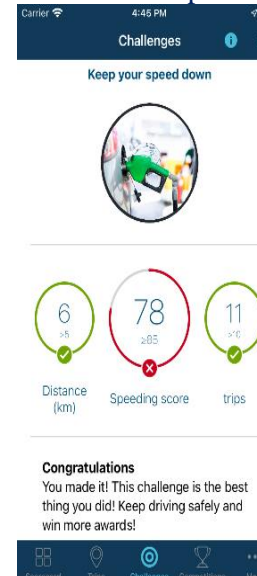 Carrier 4:46 PM
Challenges
Keep your speed down
6 78 11
>5 ≥85 >10
Distance
(km)
Speeding score
trips
Congratulations
You made it! This challenge is the best
thing you did! Keep driving safely and
win more awards!